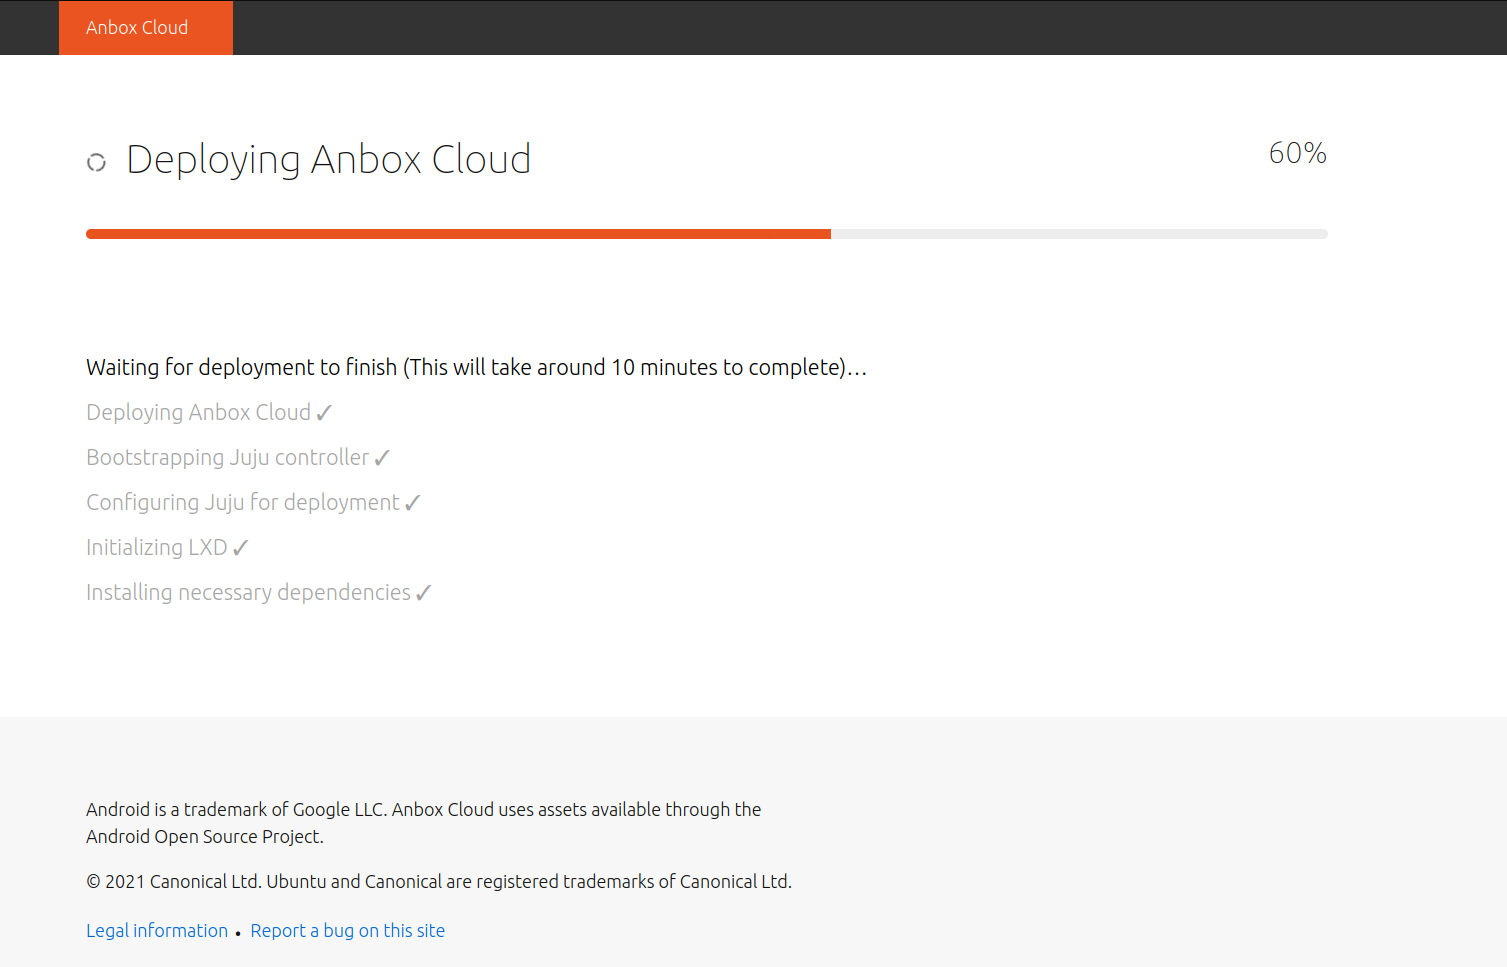 Anbox Cloud
Deploying Anbox Cloud
60%
Waiting for deployment to finish (This will take around 10 minutes to complete)...
Deploying Anbox Cloud ✓
Bootstrapping Juju controller ✓
Configuring Juju for deployment ✓
Initializing LXD ✓
Installing necessary dependencies ✓
Android is a trademark of Google LLC. Anbox Cloud uses assets available through the
Android Open Source Project.
© 2021 Canonical Ltd. Ubuntu and Canonical are registered trademarks of Canonical Ltd.
Legal information • Report a bug on this site